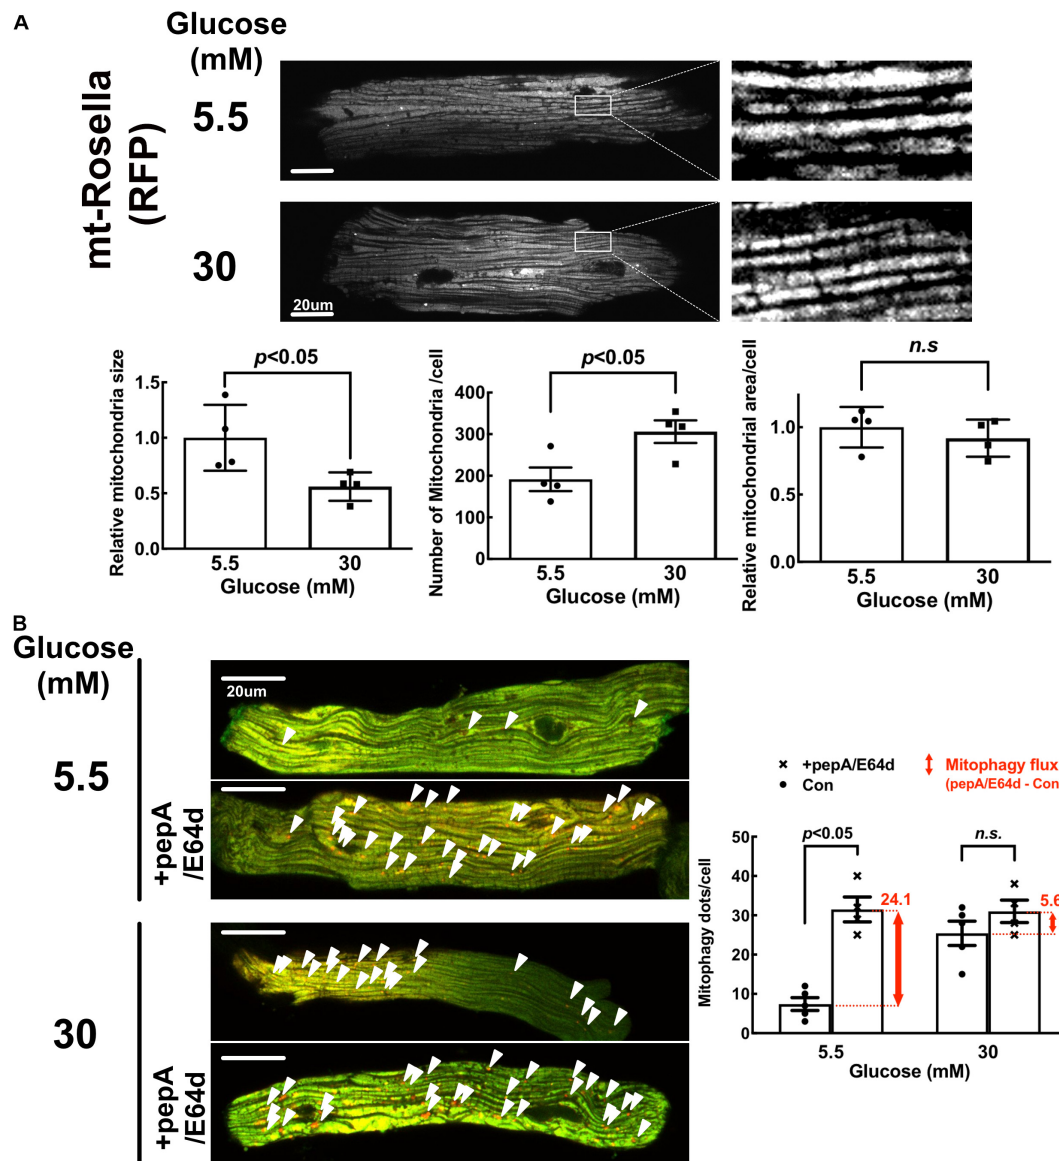 A
Glucose
(mM)
mt-Rosella
(RFP)
5.5
30
20um
p<0.05
Relative mitochondria size
1.5
1.0
0.5
0.0
5.5
30
Glucose (mM)
p<0.05
Number of Mitochondria /cell
400
300
200
100
0
5.5
30
Glucose (mM)
n.s
Relative mitochondrial area/cell
1.0
0.5
0.0
5.5
30
Glucose (mM)
B
Glucose
(mM)
5.5
20um
+pepA
/E64d
30
+pepA
/E64d
+pepA/E64d
Con
Mitophagy flux
(pepA/E64d - Con
Mitophagy dots/cell
50
40
30
20
10
0
p<0.05
n.s.
24.1
5.6
5.5
30
Glucose (mM)